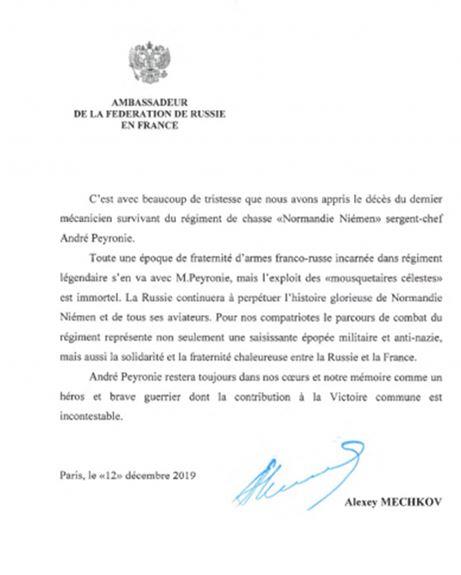 AMBASSADEUR
DE LA FEDERATION DE RUSSIE
EN FRANCE
C'est avec beaucoup de tristesse que nous avons appris le décès du dernier
mécanicien survivant du régiment de chasse «Normandie Niémen» sergent-chef
André Peyronie.
Toute une époque de fraternité d'armes franco-russe incarnée dans régiment
légendaire s'en va avec M.Peyronie, mais l'exploit des «mousquetaires célestes»
est immortel. La Russie continuera à perpétuer l'histoire glorieuse de Normandie
Niémen et de tous ses aviateurs. Pour nos compatriotes le parcours de combat du
régiment représente non seulement une saisissante épopée militaire et anti-nazie,
mais aussi la solidarité et la fraternité chaleureuse entre la Russie et la France.
André Peyronie restera toujours dans nos cœurs et notre mémoire comme un
héros et brave guerrier dont la contribution à la Victoire commune est
incontestable.
Paris, le «12» décembre 2019
Alexey MECHKOV